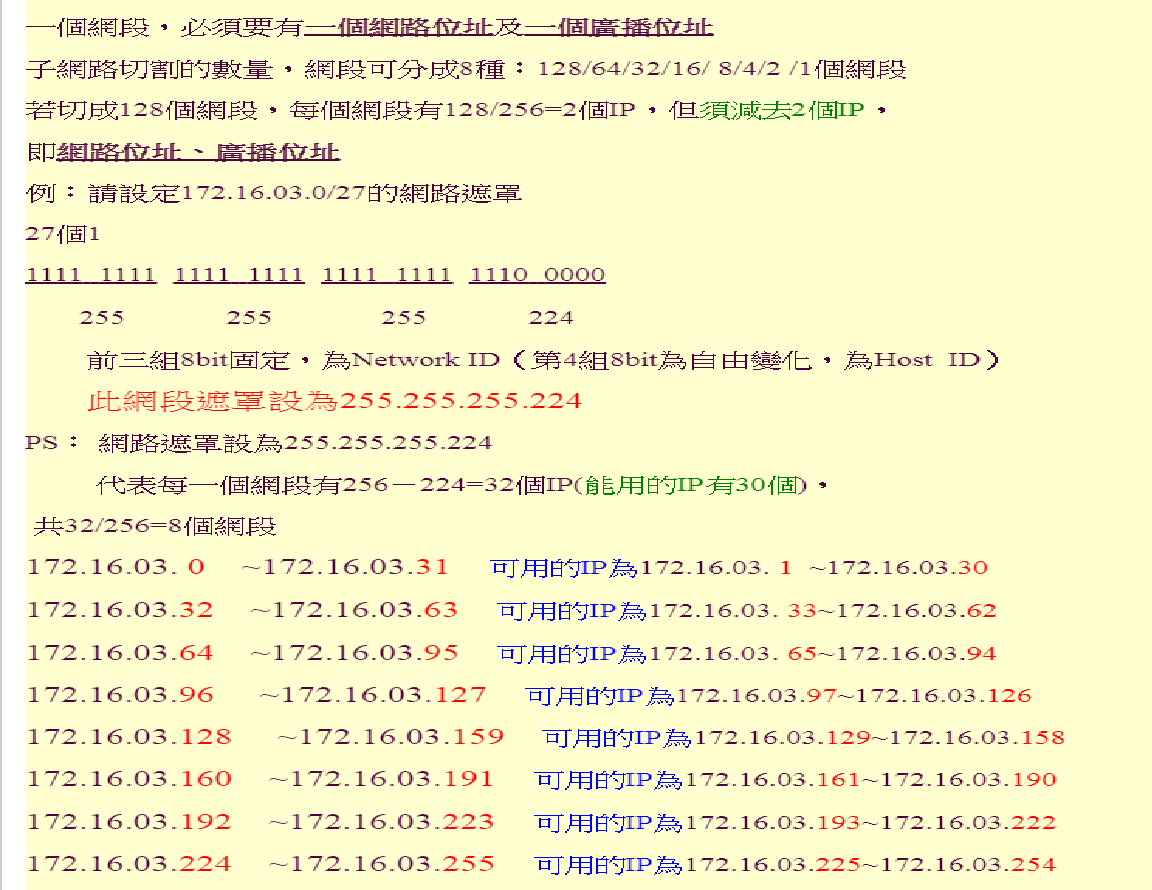 一個網段，必須要有一個網路位址及一個廣播位址
子網路切割的數量，網段可分成8種：128/64/32/16/ 8/4/2 /1個網段
若切成128個網段，每個網段有128/256=2個IP，但須減去2個IP，
即網路位址、廣播位址
例：請設定172.16.03.0/27的網路遮罩
27個1
1111_1111 1111_1111 1111_1111 1110_0000
255 255 255 224
前三組8bit固定，為Network ID（第4組8bit為自由變化，為Host ID）
此網段遮罩設為255.255.255.224
PS： 網路遮罩設為255.255.255.224
代表每一個網段有256－224=32個IP(能用的IP有30個)。
共32/256=8個網段
172.16.03. 0 ~172.16.03.31 可用的IP為172.16.03. 1 ~172.16.03.30
172.16.03.32 ~172.16.03.63 可用的IP為172.16.03. 33~172.16.03.62
172.16.03.64 ~172.16.03.95 可用的IP為172.16.03. 65~172.16.03.94
172.16.03.96 ~172.16.03.127 可用的IP為172.16.03.97~172.16.03.126
172.16.03.128 ~172.16.03.159 可用的IP為172.16.03.129~172.16.03.158
172.16.03.160 ~172.16.03.191 可用的IP為172.16.03.161~172.16.03.190
172.16.03.192 ~172.16.03.223 可用的IP為172.16.03.193~172.16.03.222
172.16.03.224 ~172.16.03.255 可用的IP為172.16.03.225~172.16.03.254